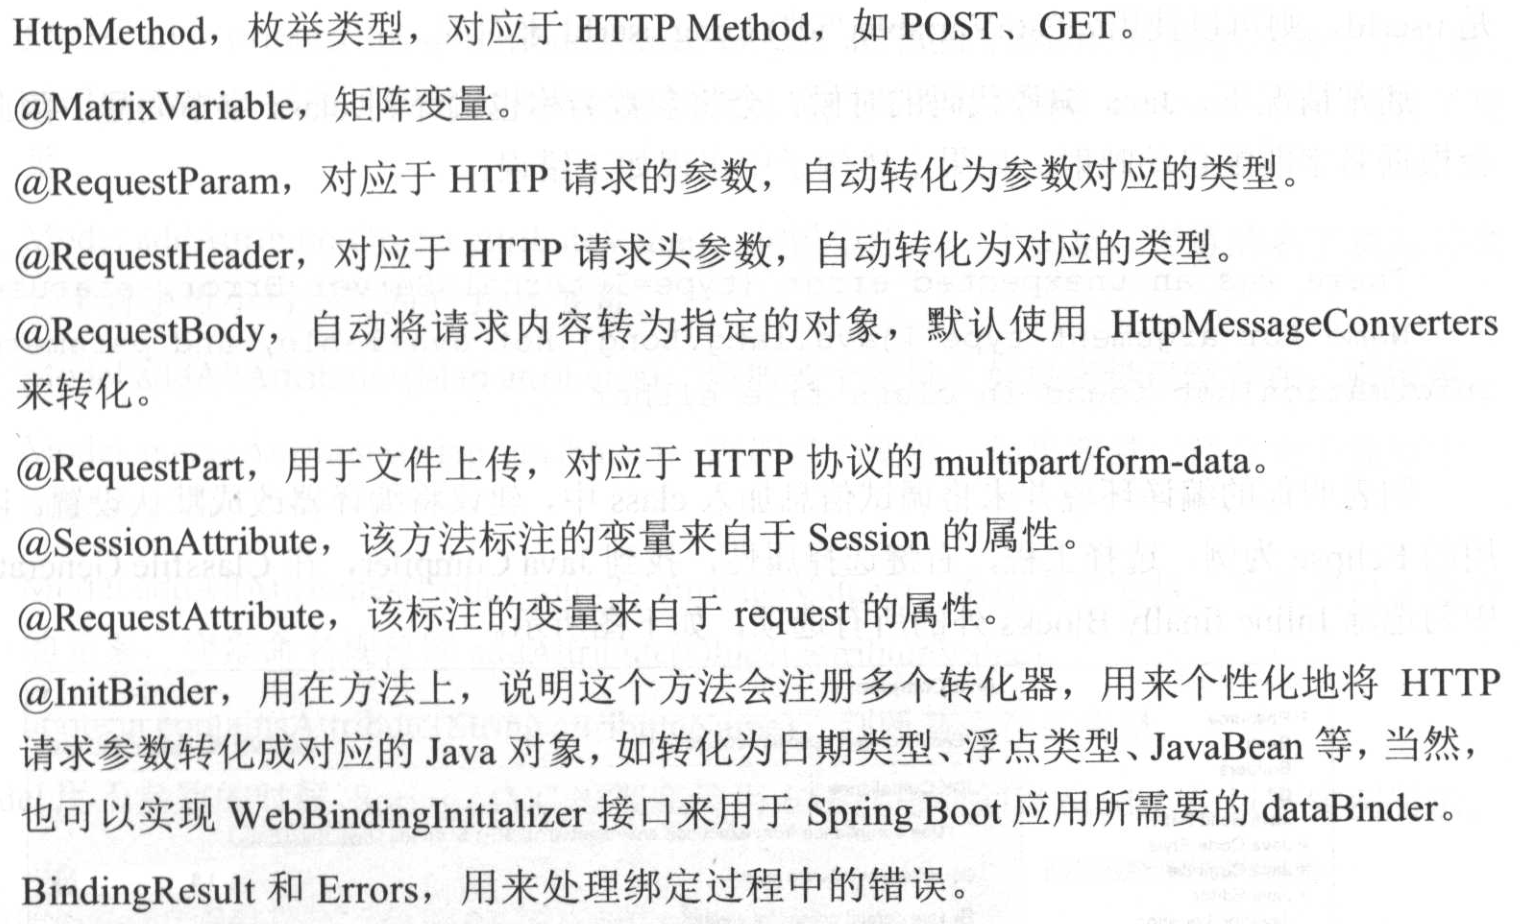 HttpMethod，枚举类型，对应于 HTTP Method，如 POST、GET。
@MatrixVariable，矩阵变量。
@RequestParam，对应于 HTTP 请求的参数，自动转化为参数对应的类型。
@RequestHeader，对应于 HTTP 请求头参数，自动转化为对应的类型。
@RequestBody，自动将请求内容转为指定的对象，默认使用 HttpMessageConverters
来转化。
@RequestPart，用于文件上传，对应于 HTTP 协议的 multipart/form-data。
@SessionAttribute，该方法标注的变量来自于 Session 的属性。
@RequestAttribute，该标注的变量来自于 request 的属性。
@InitBinder，用在方法上，说明这个方法会注册多个转化器，用来个性化地将 HTTP
请求参数转化成对应的 Java 对象，如转化为日期类型、浮点类型、JavaBean 等，当然，
也可以实现 WebBindingInitializer 接口来用于 Spring Boot 应用所需要的 dataBinder。
BindingResult 和 Errors，用来处理绑定过程中的错误。